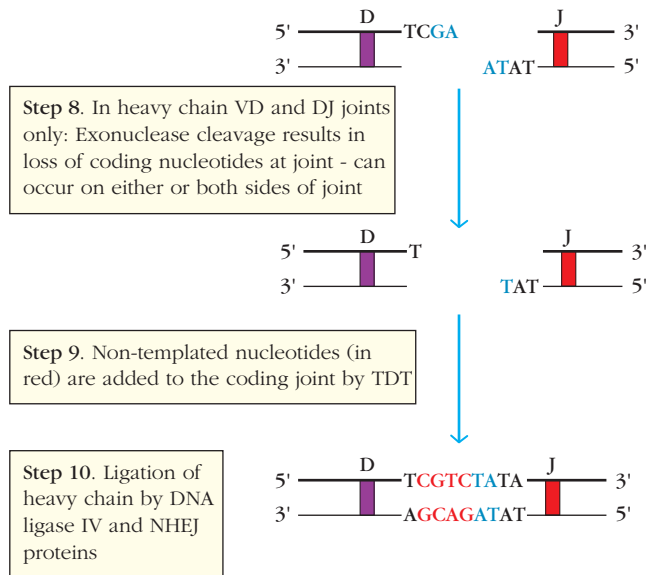 D J
5' TCGA 3'
3' ATAT 5'
Step 8. In heavy chain VD and DJ joints
only: Exonuclease cleavage results in
loss of coding nucleotides at joint - can
occur on either or both sides of joint
D J
5' T 3'
3' TAT 5'
Step 9. Non-templated nucleotides (in
red) are added to the coding joint by TDT
Step 10. Ligation of
heavy chain by DNA
ligase IV and NHEJ
proteins
D J
5' TCGTCTATA 3'
3' AGCAGATAT 5'